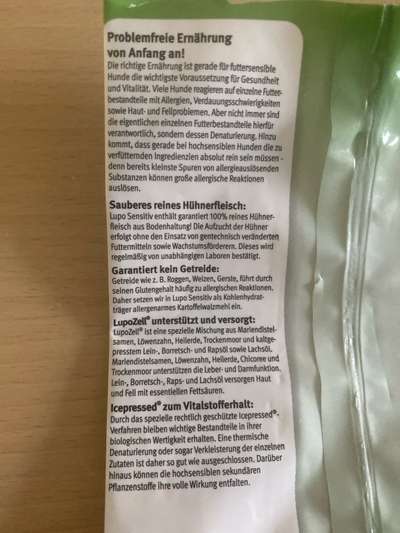 Problemfreie Ernährung
von Anfang an!
Die richtige Ernährung ist gerade für futtersensible
Hunde die wichtigste Voraussetzung für Gesundheit
und Vitalität. Viele Hunde reagieren auf einzelne Futter-
bestandteile mit Allergien, Verdauungsschwierigkeiten
sowie Haut- und Fellproblemen. Aber nicht immer sind
die eigentlichen einzelnen Futterbestandteile hierfür
verantwortlich, sondern dessen Denaturierung. Hinzu
kommt, dass gerade bei hochsensiblen Hunden die zu
verfütternden Ingredienzien absolut rein sein müssen -
denn bereits kleinste Spuren von allergieauslösenden
Substanzen können große allergische Reaktionen
auslösen.
Sauberes reines Hühnerfleisch:
Lupo Sensitiv enthält garantiert 100% reines Hühner-
fleisch aus Bodenhaltung! Die Aufzucht der Hühner
erfolgt ohne den Einsatz von gentechnisch veränderten
Futtermitteln sowie Wachstumsförderern. Dieses wird
regelmäßig von unabhängigen Laboren bestätigt.
Garantiert kein Getreide:
Getreide wie z. B. Roggen, Weizen, Gerste, führt durch
seinen Glutengehalt häufig zu allergischen Reaktionen.
Daher setzen wir in Lupo Sensitiv als Kohlenhydrat-
träger allergenarmes Kartoffelwalzmehl ein.
LupoZell® unterstützt und versorgt:
LupoZell® ist eine spezielle Mischung aus Mariendistel-
samen, Löwenzahn, Heilerde, Trockenmoor und kaltge-
presstem Lein-, Borretsch- und Rapsöl sowie Lachsöl.
Mariendistelsamen, Löwenzahn, Heilerde, Chicoree und
Trockenmoor unterstützen die Leber- und Darmfunktion.
Lein-, Borretsch-, Raps- und Lachsöl versorgen Haut
und Fell mit essentiellen Fettsäuren.
Icepressed® zum Vitalstofferhalt:
Durch das spezielle rechtlich geschützte Icepressed®-
Verfahren bleiben wichtige Bestandteile in ihrer
biologischen Wertigkeit erhalten. Eine thermische
Denaturierung oder sogar Verkleisterung der einzelnen
Zutaten ist daher so gut wie ausgeschlossen. Darüber
hinaus können die hochsensiblen sekundären
Pflanzenstoffe ihre volle Wirkung entfalten.